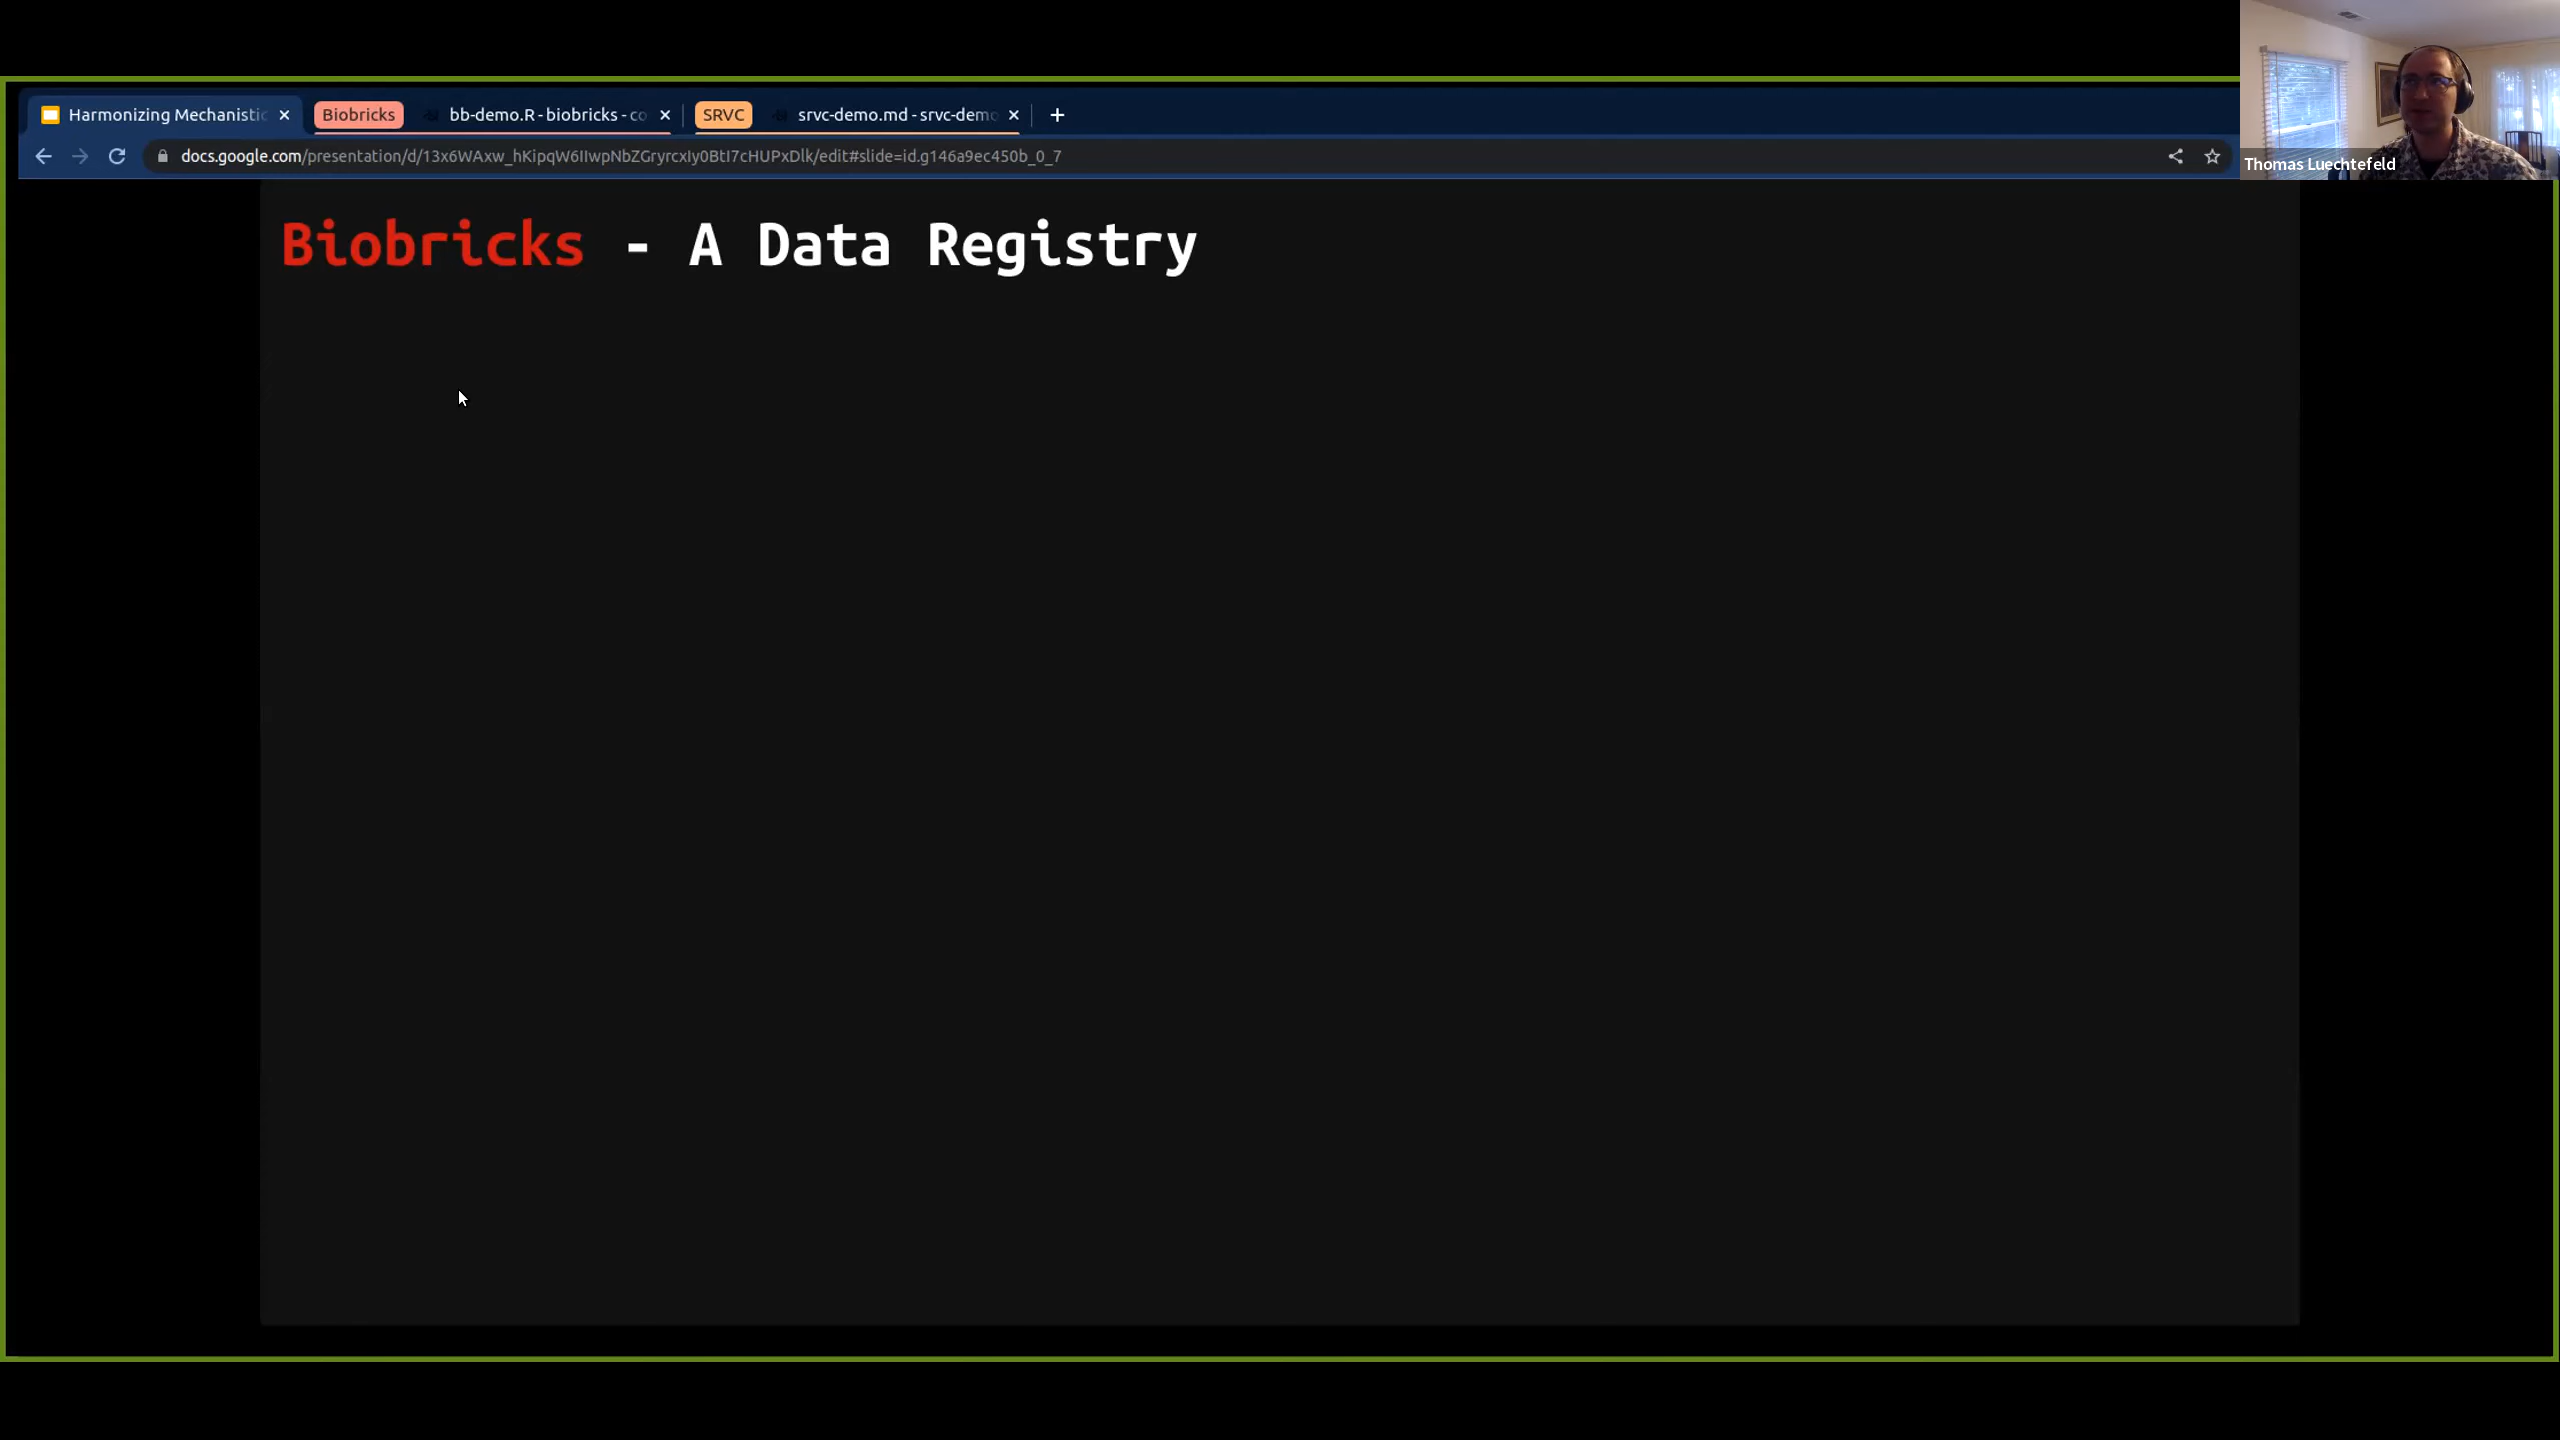 Harmonizing Mechanistic
Biobricks
bb-demo.R - biobricks - co
SRVC
srvc-demo.md - srvc-demo
docs.google.com/presentation/d/13x6WAxw_hKipqW6IIwpNbZGryrcxIy0BtI7cHUPxDlk/edit#slide=id.g146a9ec450b_0_7
Thomas Luechtefeld
Biobricks - A Data Registry